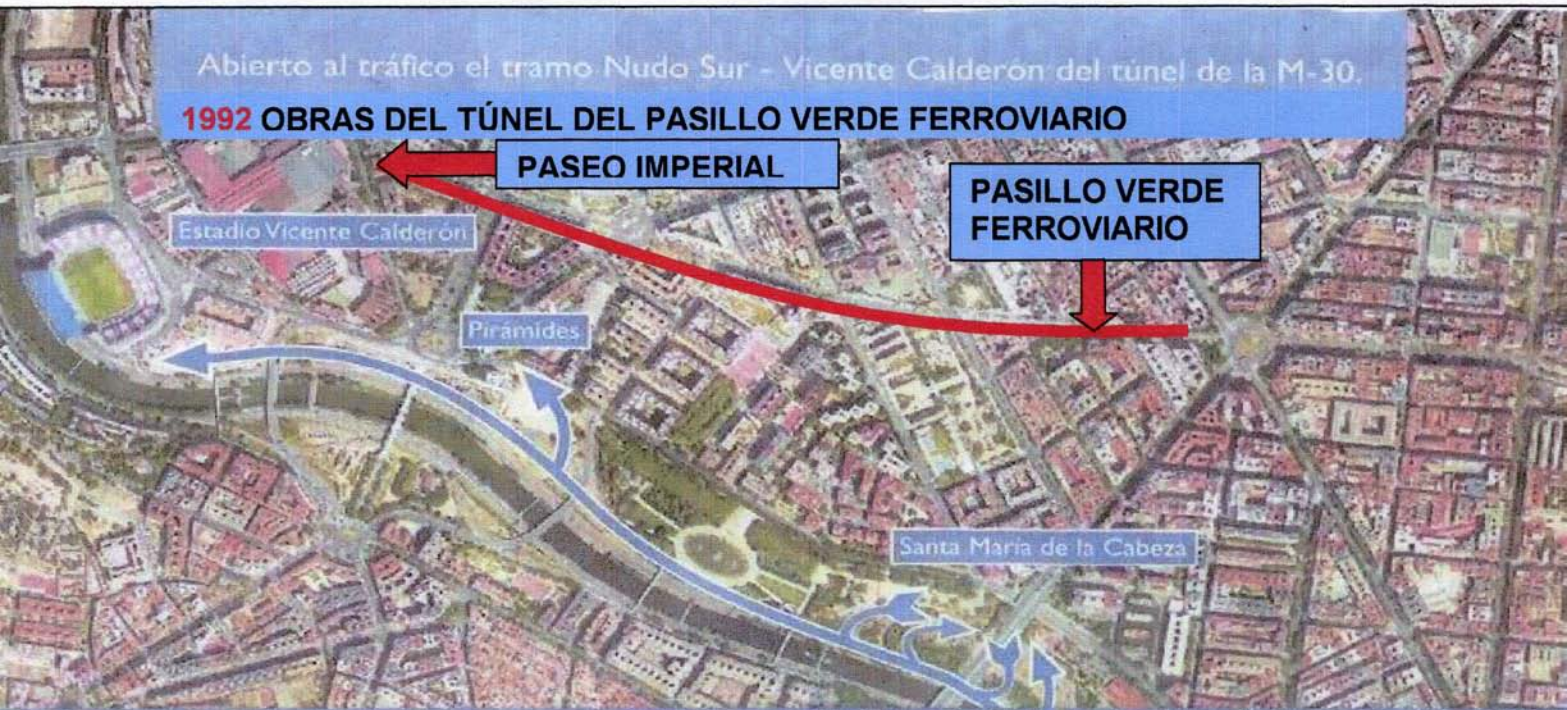 Abierto al tráfico el tramo Nudo Sur - Vicente Calderón del túnel de la M-30.
1992 OBRAS DEL TÚNEL DEL PASILLO VERDE FERROVIARIO
PASEO IMPERIAL
PASILLO VERDE
FERROVIARIO
Estadio Vicente Calderón
Pirámides
Santa María de la Cabeza